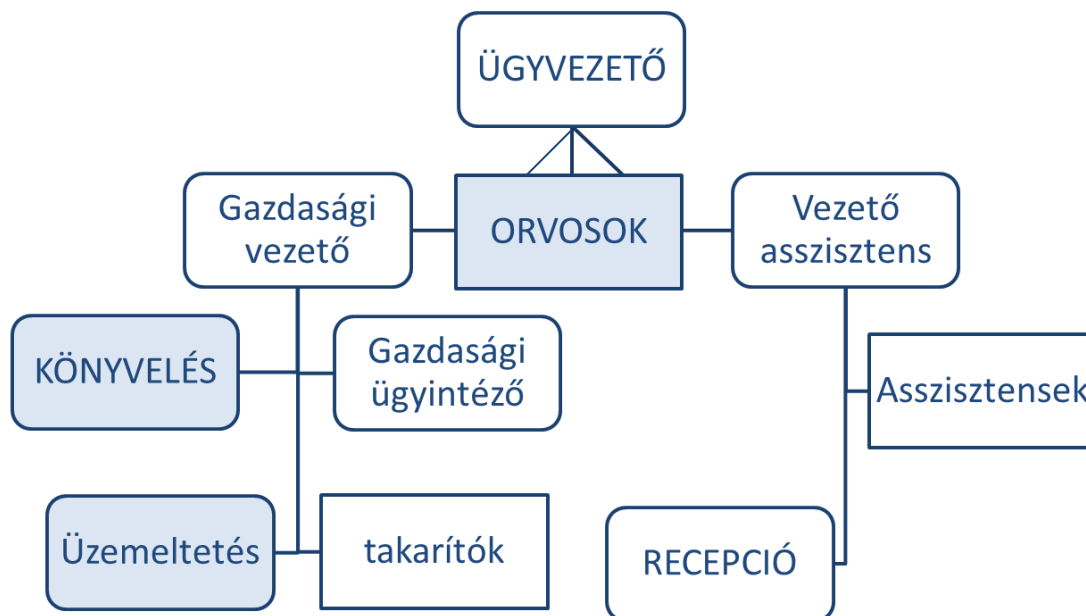 ÜGYVEZETŐ
Gazdasági
vezető
ORVOSOK
Vezető
asszisztens
KÖNYVELÉS
Gazdasági
ügyintéző
Asszisztensek
Üzemeltetés
takarítók
RECEPCIÓ